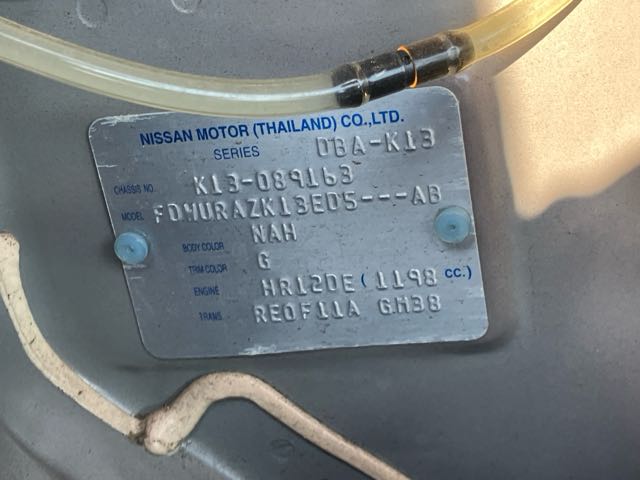 NISSAN MOTOR (THAILAND) CO.,LTD.
SERIES DBA-K13
CHASSIS NO. K13-089163
MODEL FDWURAZK13ED5---AB
BODY COLOR NAH
TRIM COLOR G
ENGINE HR12DE (1198 CC.)
TRANS. RE0F11A GM38